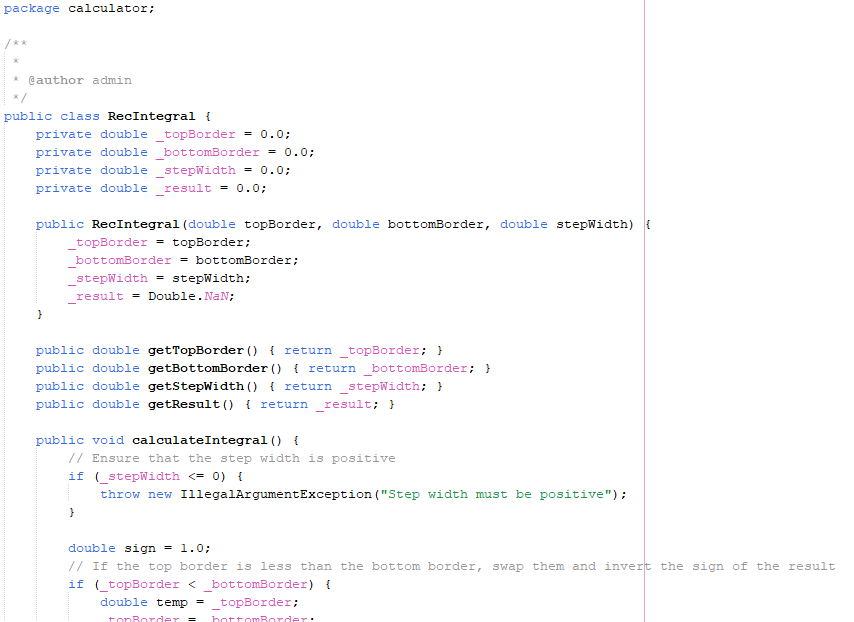 package calculator;
/**
 *
 * @author admin
 */
public class RecIntegral {
    private double _topBorder = 0.0;
    private double _bottomBorder = 0.0;
    private double _stepWidth = 0.0;
    private double _result = 0.0;
    public RecIntegral(double topBorder, double bottomBorder, double stepWidth) {
        _topBorder = topBorder;
        _bottomBorder = bottomBorder;
        _stepWidth = stepWidth;
        _result = Double.NaN;
    }
    public double getTopBorder() { return _topBorder; }
    public double getBottomBorder() { return _bottomBorder; }
    public double getStepWidth() { return _stepWidth; }
    public double getResult() { return _result; }
    public void calculateIntegral() {
        // Ensure that the step width is positive
        if (_stepWidth <= 0) {
            throw new IllegalArgumentException("Step width must be positive");
        }
        double sign = 1.0;
        // If the top border is less than the bottom border, swap them and invert the sign of the result
        if (_topBorder < _bottomBorder) {
            double temp = _topBorder;
            _topBorder = _bottomBorder;